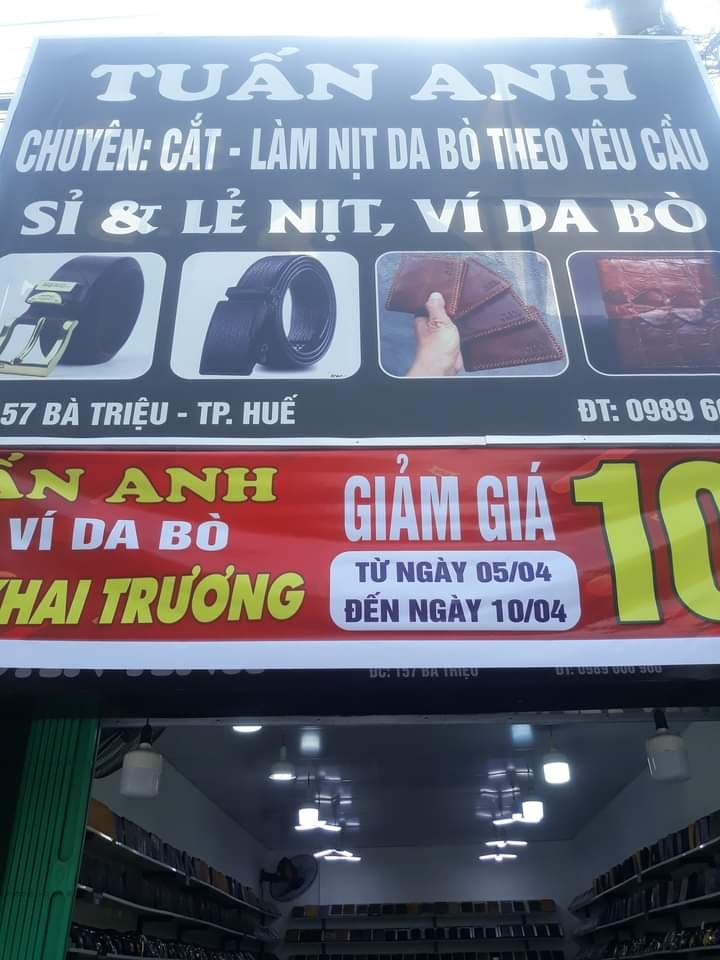 TUẤN ANH
CHUYÊN: CẮT - LÀM NỊT DA BÒ THEO YÊU CẦU
SỈ & LẺ NỊT, VÍ DA BÒ
157 BÀ TRIỆU - TP. HUẾ
ĐT: 0989 60
ẤN ANH
VÍ DA BÒ
KHAI TRƯƠNG
GIẢM GIÁ
TỪ NGÀY 05/04
ĐẾN NGÀY 10/04
10
ĐC: 157 BÀ TRIỆU
ĐT: 0989 600 960